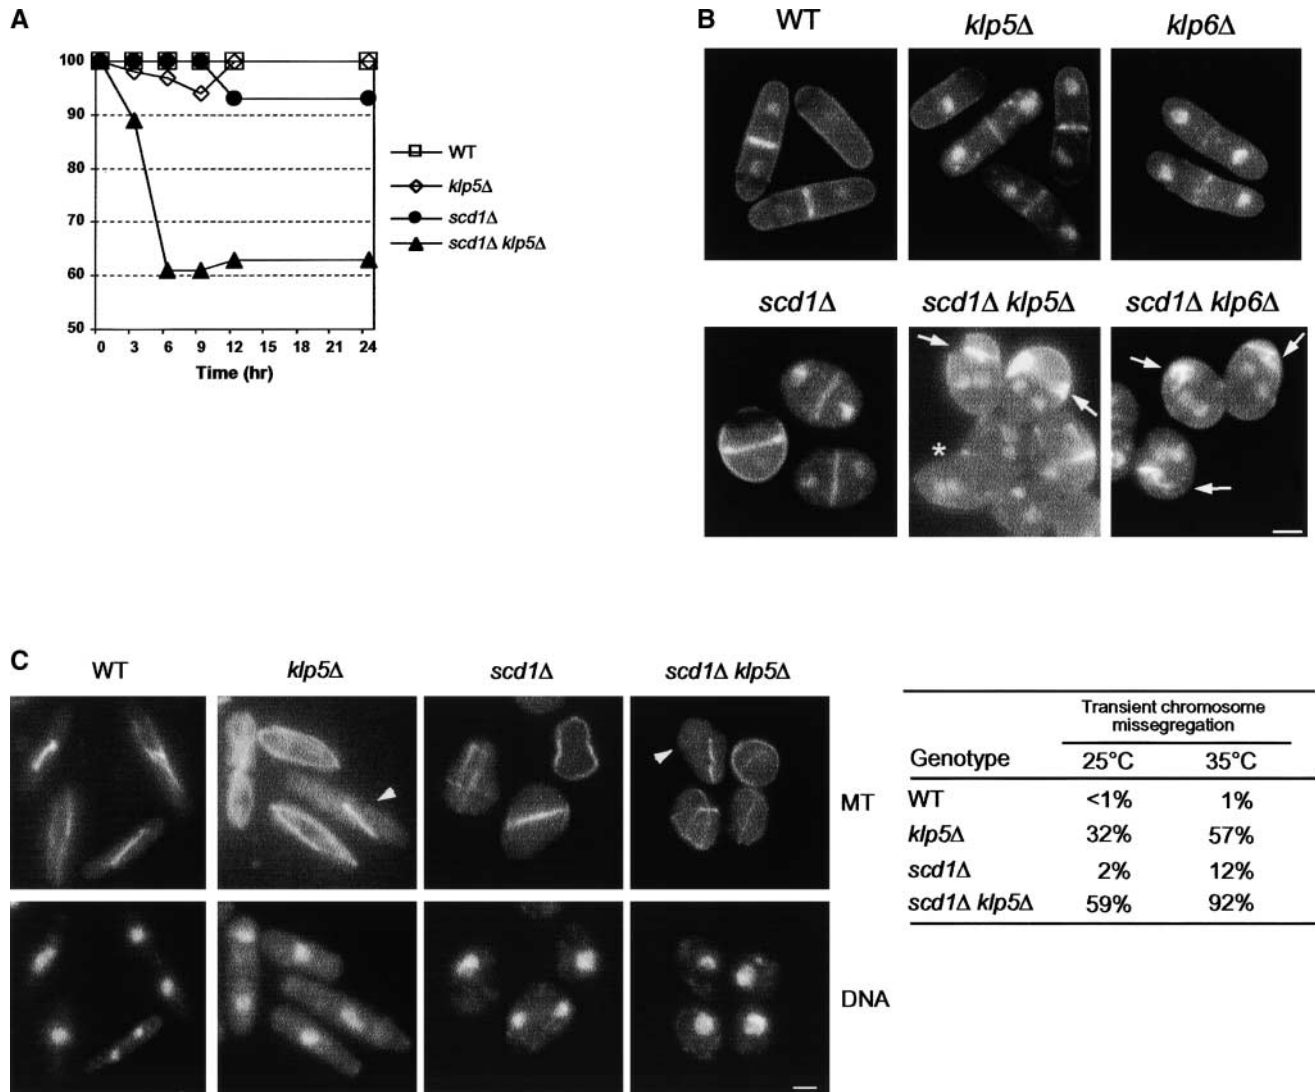 A
100
90
80
70
60
50
0 3 6 9 12 15 18 21 24
Time (hr)
WT
klp5Δ
scd1Δ
scd1Δ klp5Δ
B
WT klp5Δ klp6Δ
scd1Δ scd1Δ klp5Δ scd1Δ klp6Δ
*
C
WT klp5Δ scd1Δ scd1Δ klp5Δ
MT
DNA
Transient chromosome
missegregation
Genotype 25°C 35°C
WT <1% 1%
klp5Δ 32% 57%
scd1Δ 2% 12%
scd1Δ klp5Δ 59% 92%